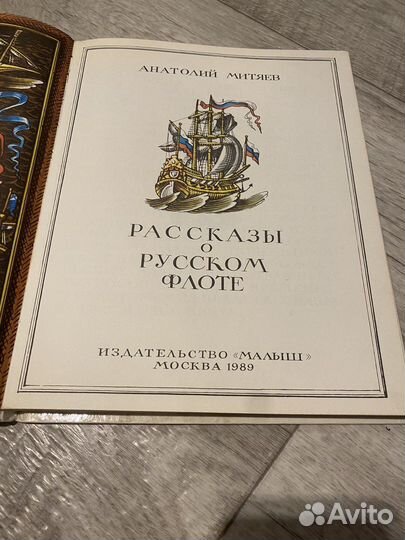 АНАТОЛИЙ МИТЯЕВ
РАССКАЗЫ
О
РУССКОМ
ФЛОТЕ
ИЗДАТЕЛЬСТВО «МАЛЫШ»
МОСКВА 1989
Avito